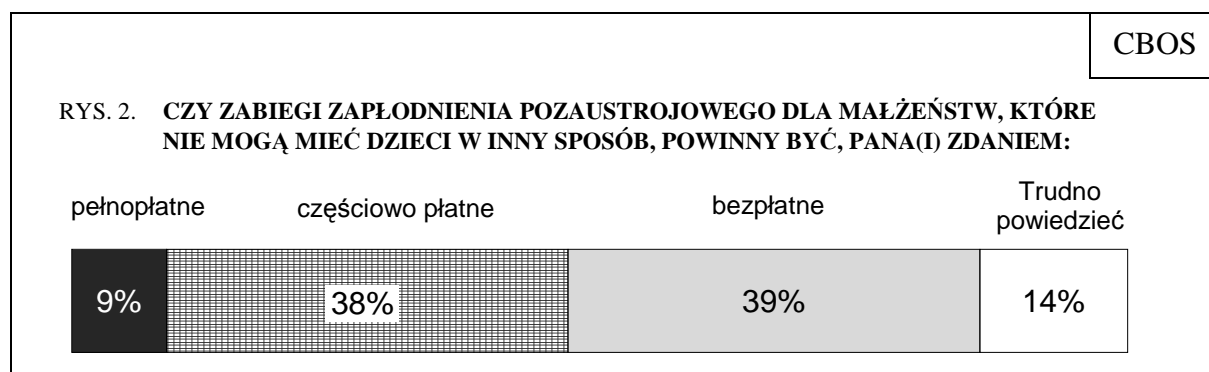 CBOS
RYS. 2. CZY ZABIEGI ZAPŁODNIENIA POZAUSTROJOWEGO DLA MAŁŻEŃSTW, KTÓRE
NIE MOGĄ MIEĆ DZIECI W INNY SPOSÓB, POWINNY BYĆ, PANA(I) ZDANIEM:
pełnopłatne częściowo płatne bezpłatne Trudno
powiedzieć
9% 38% 39% 14%